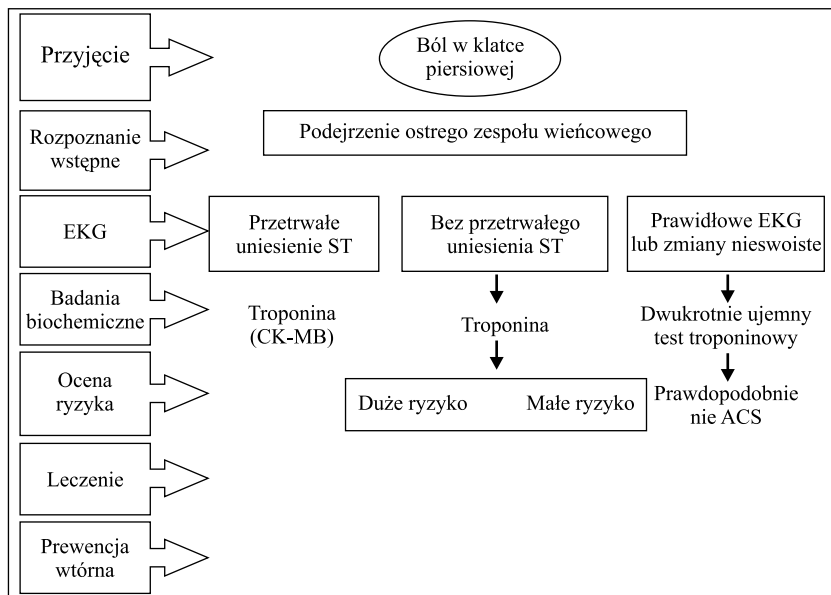 Przyjęcie
Ból w klatce
piersiowej
Rozpoznanie
wstępne
Podejrzenie ostrego zespołu wieńcowego
EKG
Przetrwałe
uniesienie ST
Bez przetrwałego
uniesienia ST
Prawidłowe EKG
lub zmiany nieswoiste
Badania
biochemiczne
Troponina
(CK-MB)
Troponina
Dwukrotnie ujemny
test troponinowy
Ocena
ryzyka
Duże ryzyko
Małe ryzyko
Prawdopodobnie
nie ACS
Leczenie
Prewencja
wtórna